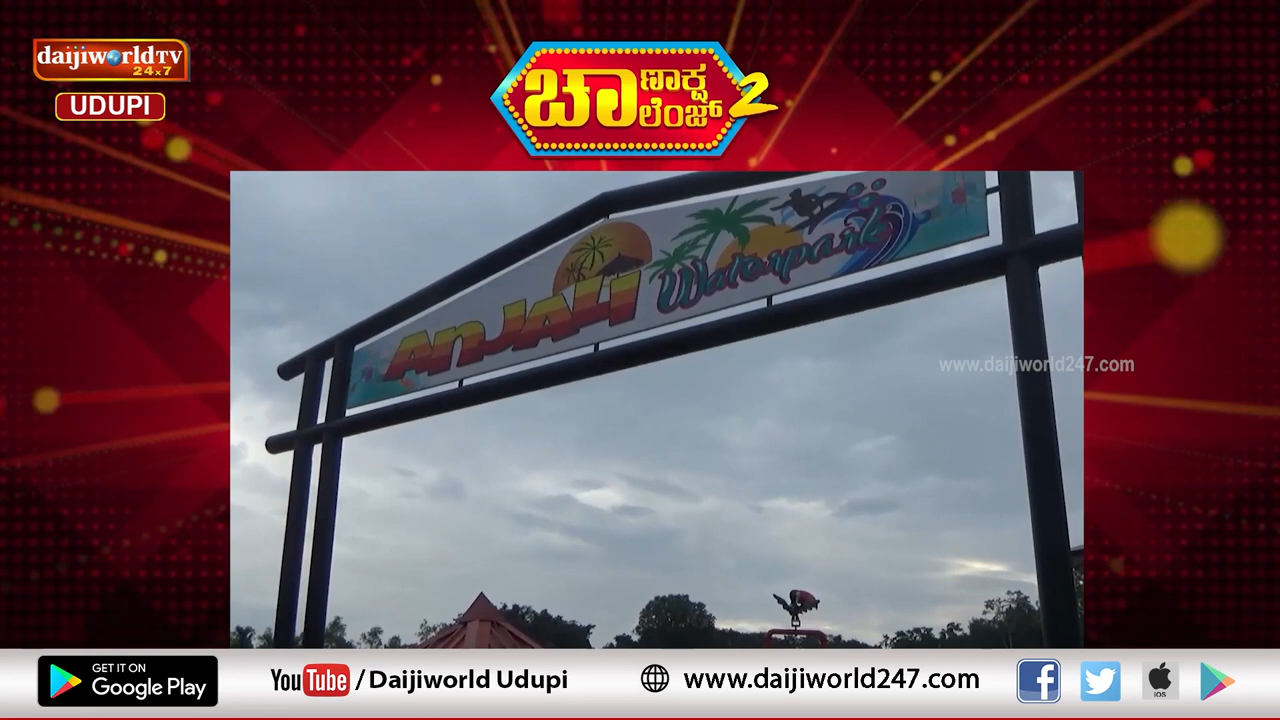 daijiworldTV
24x7
UDUPI
ಚಾಣಾಕ್ಷ
ಚಾಲೆಂಜ್ 2
ANJALI Waterpark
www.daijiworld247.com
GET IT ON
Google Play
YouTube /Daijiworld Udupi
www.daijiworld247.com
iOS